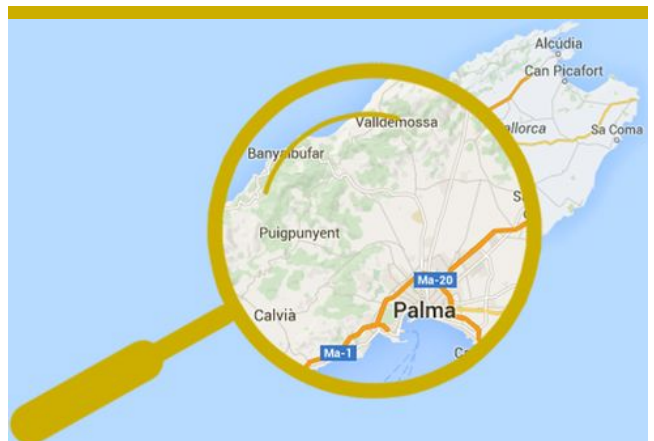 Alcúdia
Can Picafort
Valldemossa
allorca
Sa Coma
Banyalbufar
S
Puigpunyent
Ma-20
Calvià
Palma
Ma-1
C